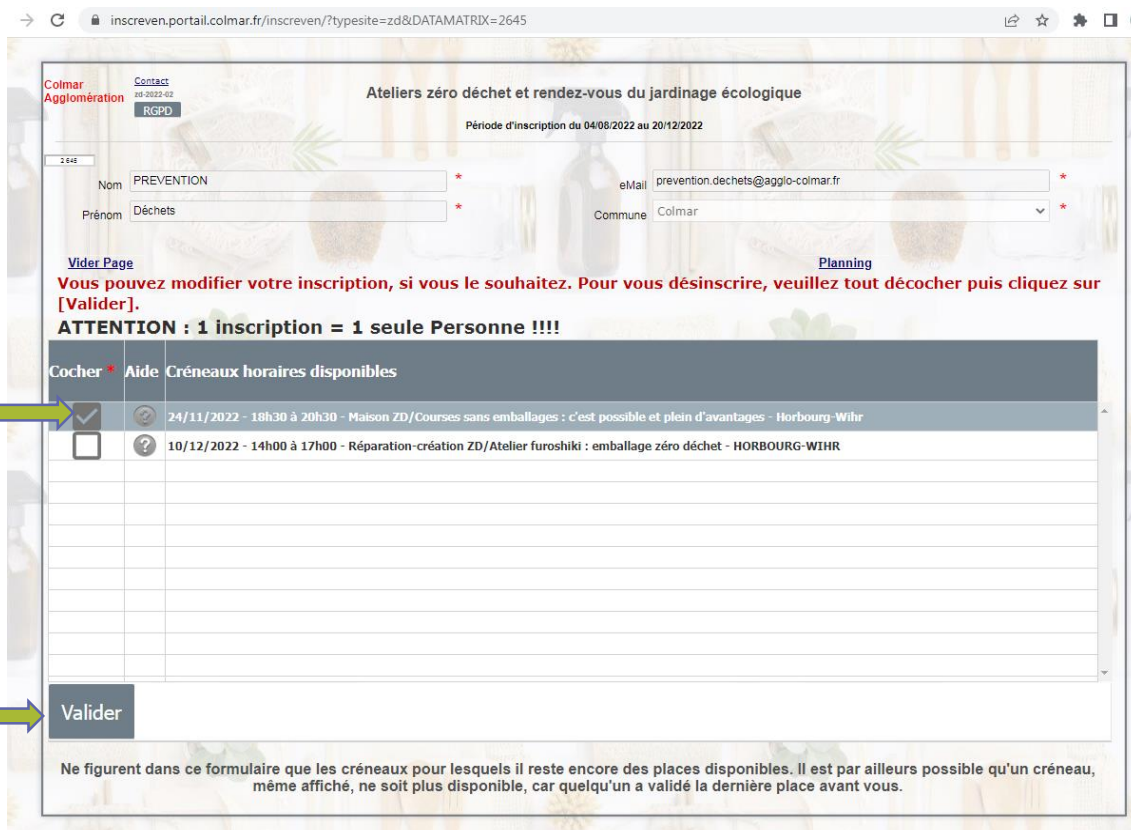 inscreven.portail.colmar.fr/inscreven/?typesite=zd&DATAMATRIX=2645
Colmar Agglomération
Contact
zd-2022-02
RGPD
Ateliers zéro déchet et rendez-vous du jardinage écologique
Période d'inscription du 04/08/2022 au 20/12/2022
2 645
Nom PREVENTION * eMail prevention.dechets@agglo-colmar.fr *
Prénom Déchets * Commune Colmar *
Vider Page Planning
Vous pouvez modifier votre inscription, si vous le souhaitez. Pour vous désinscrire, veuillez tout décocher puis cliquez sur
[Valider].
ATTENTION : 1 inscription = 1 seule Personne !!!!
Cocher * Aide Créneaux horaires disponibles
? 24/11/2022 - 18h30 à 20h30 - Maison ZD/Courses sans emballages : c'est possible et plein d'avantages - Horbourg-Wihr
? 10/12/2022 - 14h00 à 17h00 - Réparation-création ZD/Atelier furoshiki : emballage zéro déchet - HORBOURG-WIHR
Valider
Ne figurent dans ce formulaire que les créneaux pour lesquels il reste encore des places disponibles. Il est par ailleurs possible qu'un créneau,
même affiché, ne soit plus disponible, car quelqu'un a validé la dernière place avant vous.